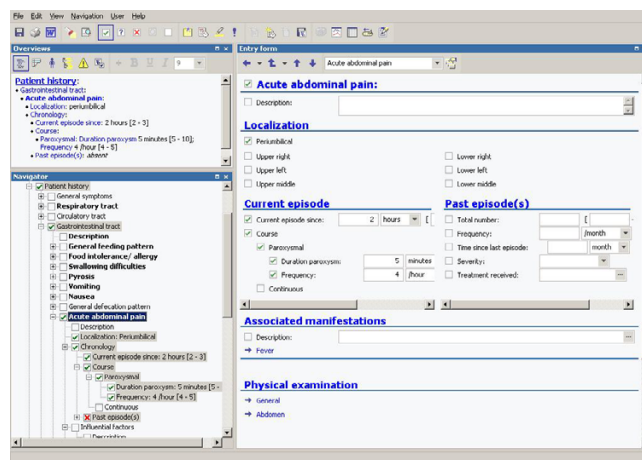 File Edit View Navigation User Help
9
Overviews
Patient history:
• Gastrointestinal tract:
• Acute abdominal pain:
• Localization: periumbilical
• Chronology:
• Current episode since: 2 hours [2 - 3]
• Course:
• Paroxysmal: Duration paroxysm 5 minutes [5 - 10];
Frequency 4 /hour [4 - 5]
• Past episode(s): absent
Navigator
Patient history
General symptoms
Respiratory tract
Circulatory tract
Gastrointestinal tract
Description
General feeding pattern
Food intolerance/ allergy
Swallowing difficulties
Pyrosis
Vomiting
Nausea
General defecation pattern
Acute abdominal pain
Description
Localization: Periumbilical
Chronology
Current episode since: 2 hours [2 - 3]
Course
Paroxysmal
Duration paroxysm: 5 minutes [5 -
Frequency: 4 /hour [4 - 5]
Continuous
Past episode(s)
Influential factors
Description
Entry form
Acute abdominal pain
Acute abdominal pain:
Description:
Localization
Periumbilical
Upper right Lower right
Upper left Lower left
Upper middle Lower middle
Current episode Past episode(s)
Current episode since: 2 hours [ Total number: [
Course Frequency: /month
Paroxysmal Time since last episode: month
Duration paroxysm: 5 minutes Severity:
Frequency: 4 /hour Treatment received: ...
Continuous
Associated manifestations
Description: ...
Fever
Physical examination
General
Abdomen